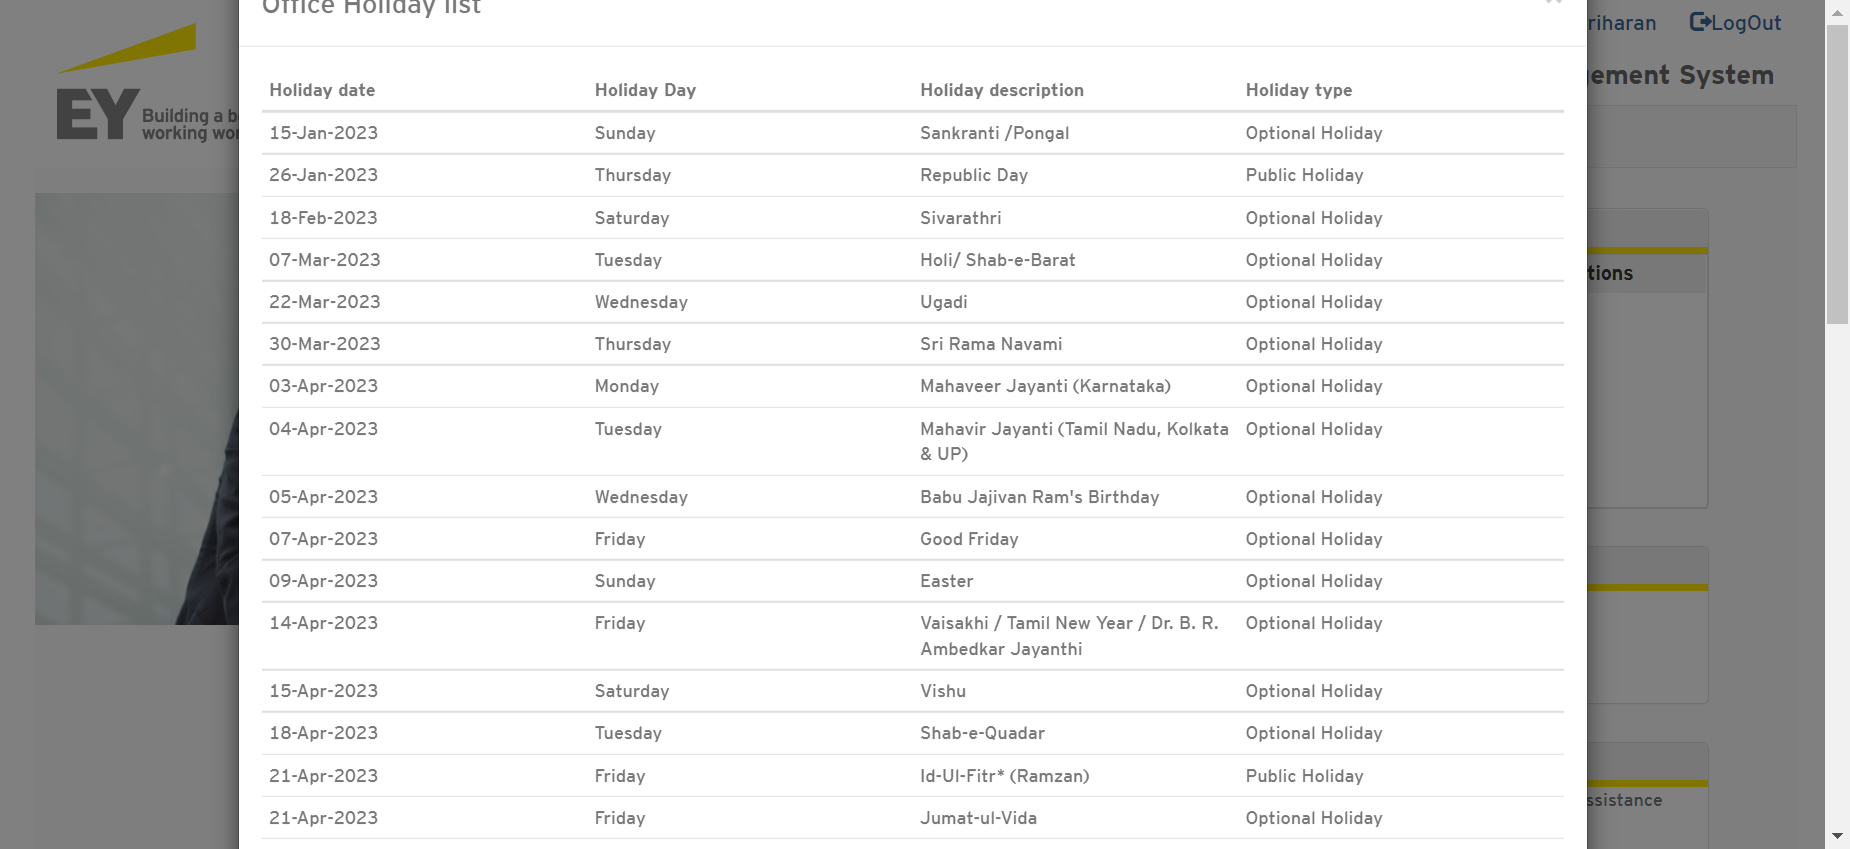 Office Holiday list
riharan LogOut
ement System
EY Building a b
working wor
Holiday date Holiday Day Holiday description Holiday type
15-Jan-2023 Sunday Sankranti /Pongal Optional Holiday
26-Jan-2023 Thursday Republic Day Public Holiday
18-Feb-2023 Saturday Sivarathri Optional Holiday
07-Mar-2023 Tuesday Holi/ Shab-e-Barat Optional Holiday
tions
22-Mar-2023 Wednesday Ugadi Optional Holiday
30-Mar-2023 Thursday Sri Rama Navami Optional Holiday
03-Apr-2023 Monday Mahaveer Jayanti (Karnataka) Optional Holiday
04-Apr-2023 Tuesday Mahavir Jayanti (Tamil Nadu, Kolkata Optional Holiday
& UP)
05-Apr-2023 Wednesday Babu Jajivan Ram's Birthday Optional Holiday
07-Apr-2023 Friday Good Friday Optional Holiday
09-Apr-2023 Sunday Easter Optional Holiday
14-Apr-2023 Friday Vaisakhi / Tamil New Year / Dr. B. R. Optional Holiday
Ambedkar Jayanthi
15-Apr-2023 Saturday Vishu Optional Holiday
18-Apr-2023 Tuesday Shab-e-Quadar Optional Holiday
21-Apr-2023 Friday Id-Ul-Fitr* (Ramzan) Public Holiday
ssistance
21-Apr-2023 Friday Jumat-ul-Vida Optional Holiday